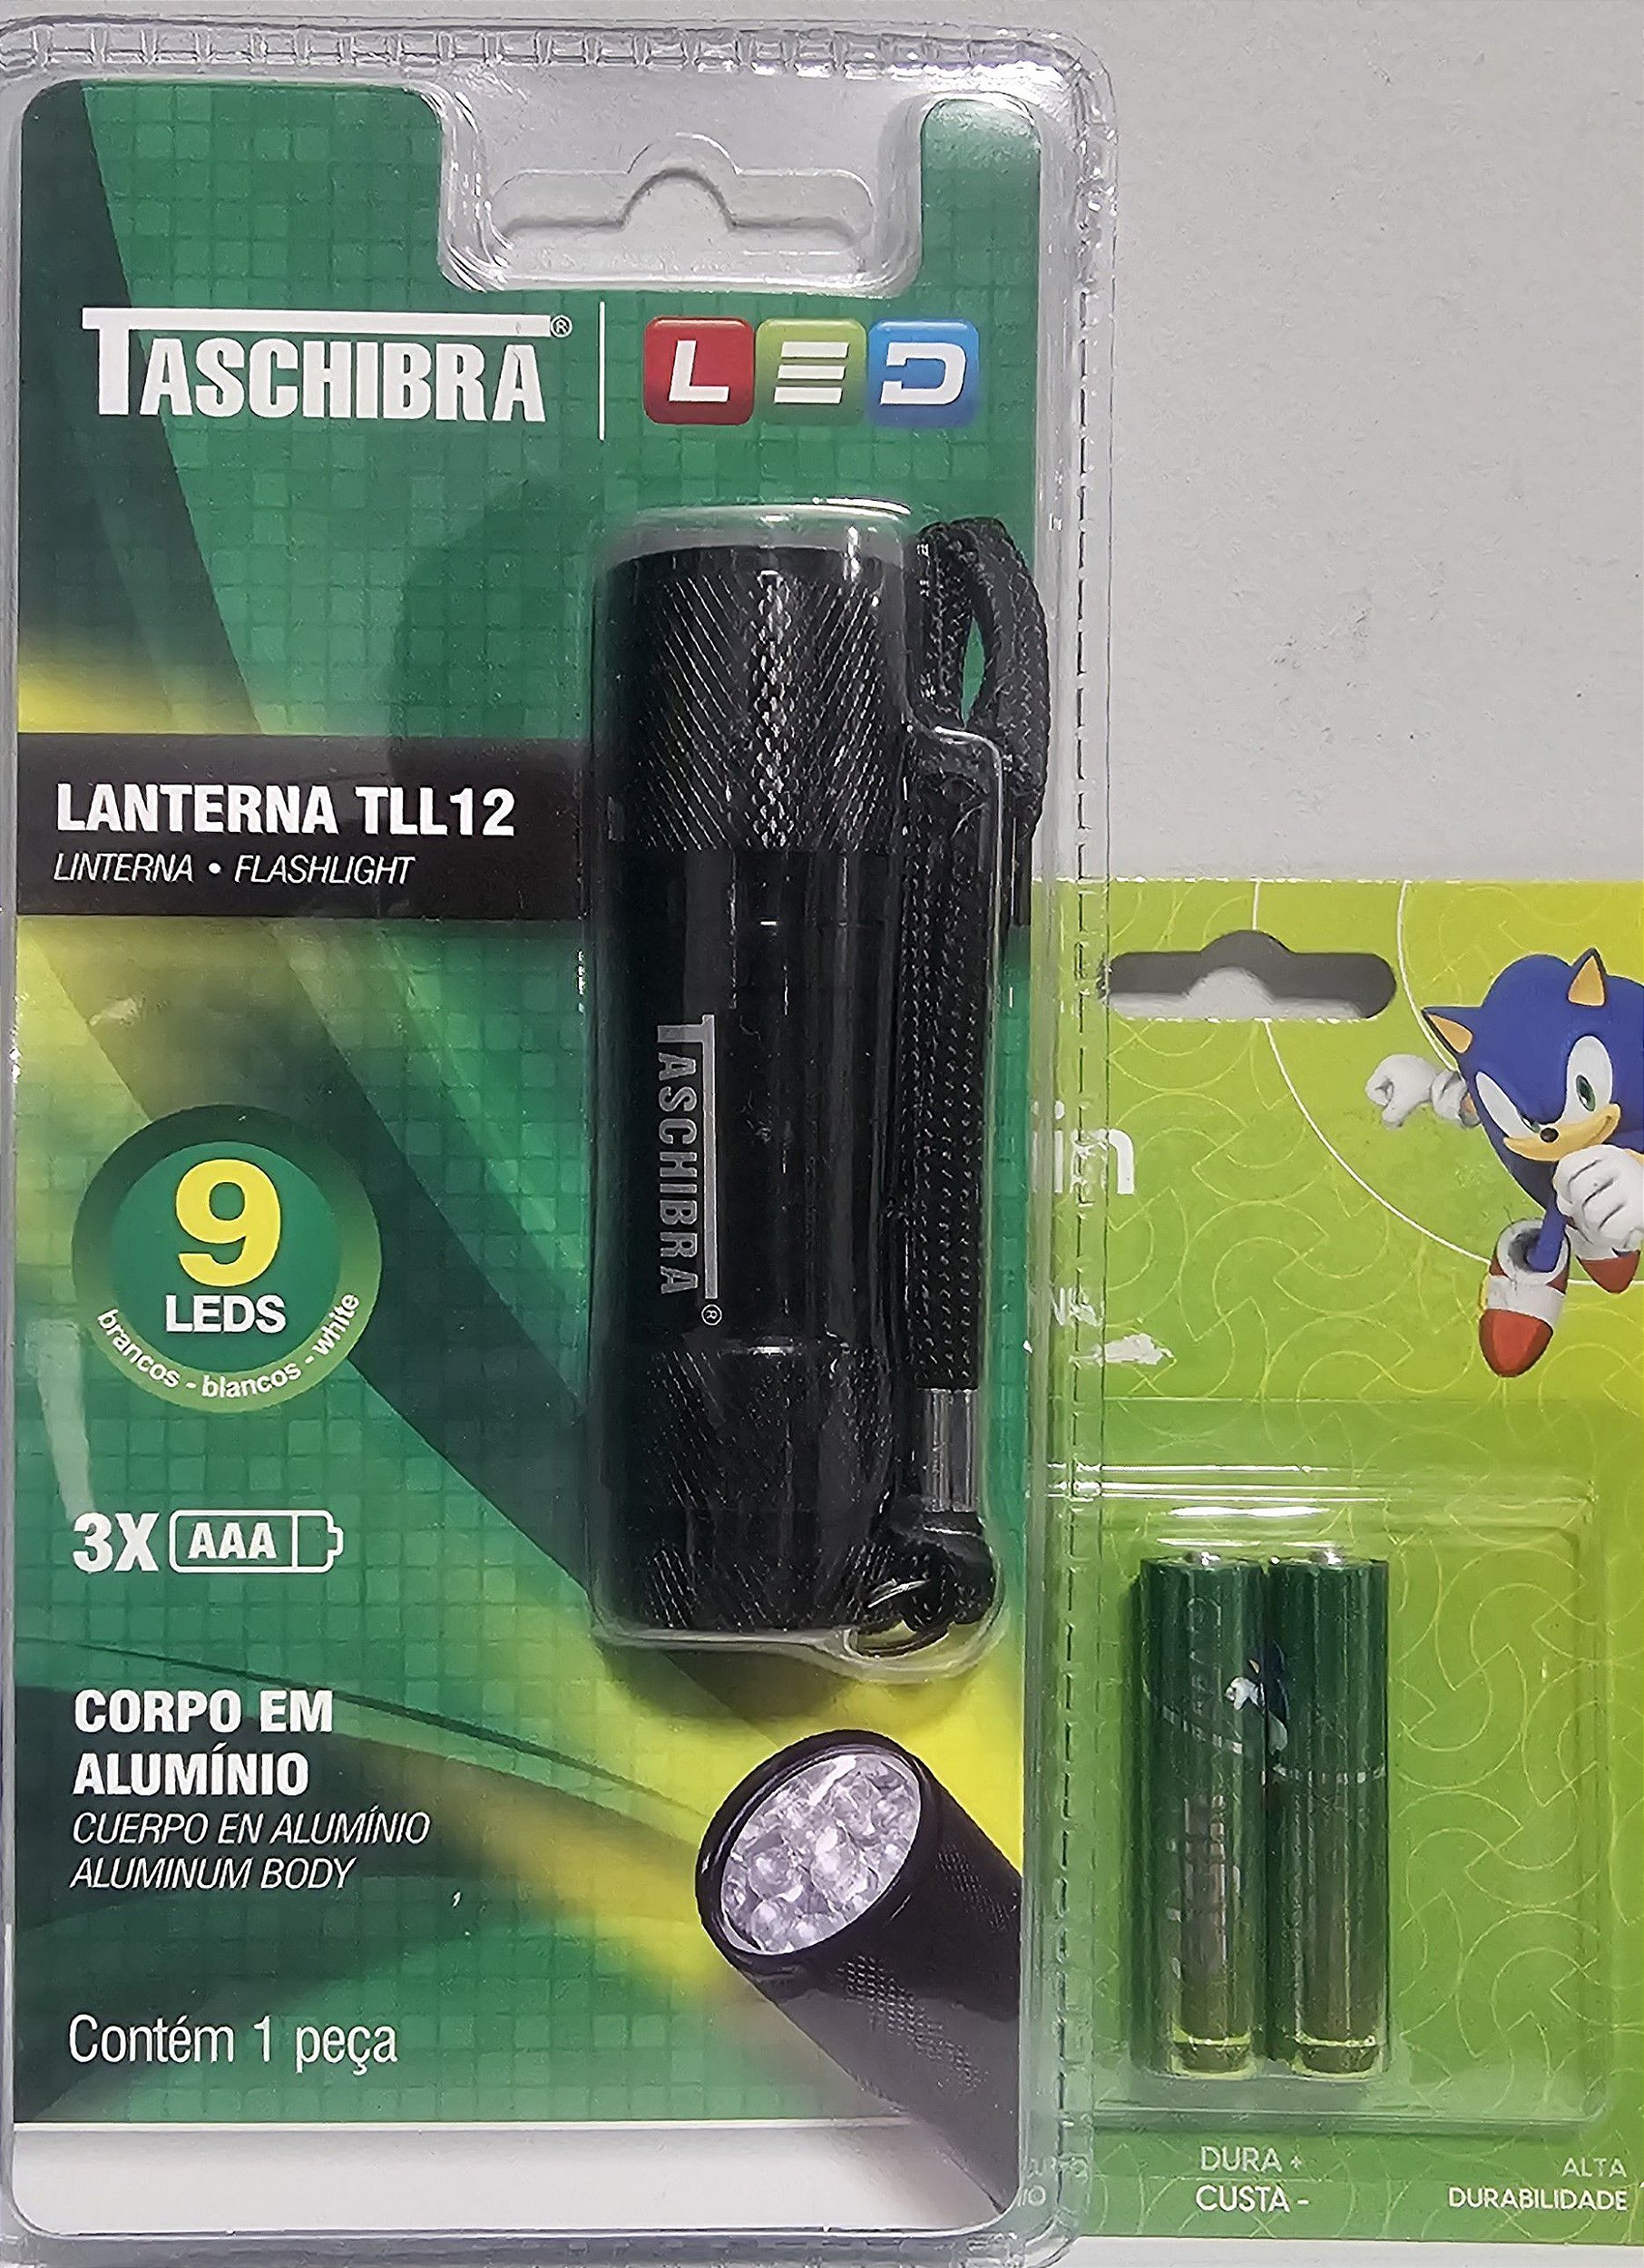 TASCHIBRA®
LED
LANTERNA TLL12
LINTERNA • FLASHLIGHT
TASCHIBRA®
9
LEDS
brancos - blancos - white
3X AAA
CORPO EM
ALUMÍNIO
CUERPO EN ALUMÍNIO
ALUMINUM BODY
Contém 1 peça
in
DURA +
CUSTA -
ALTA
DURABILIDADE